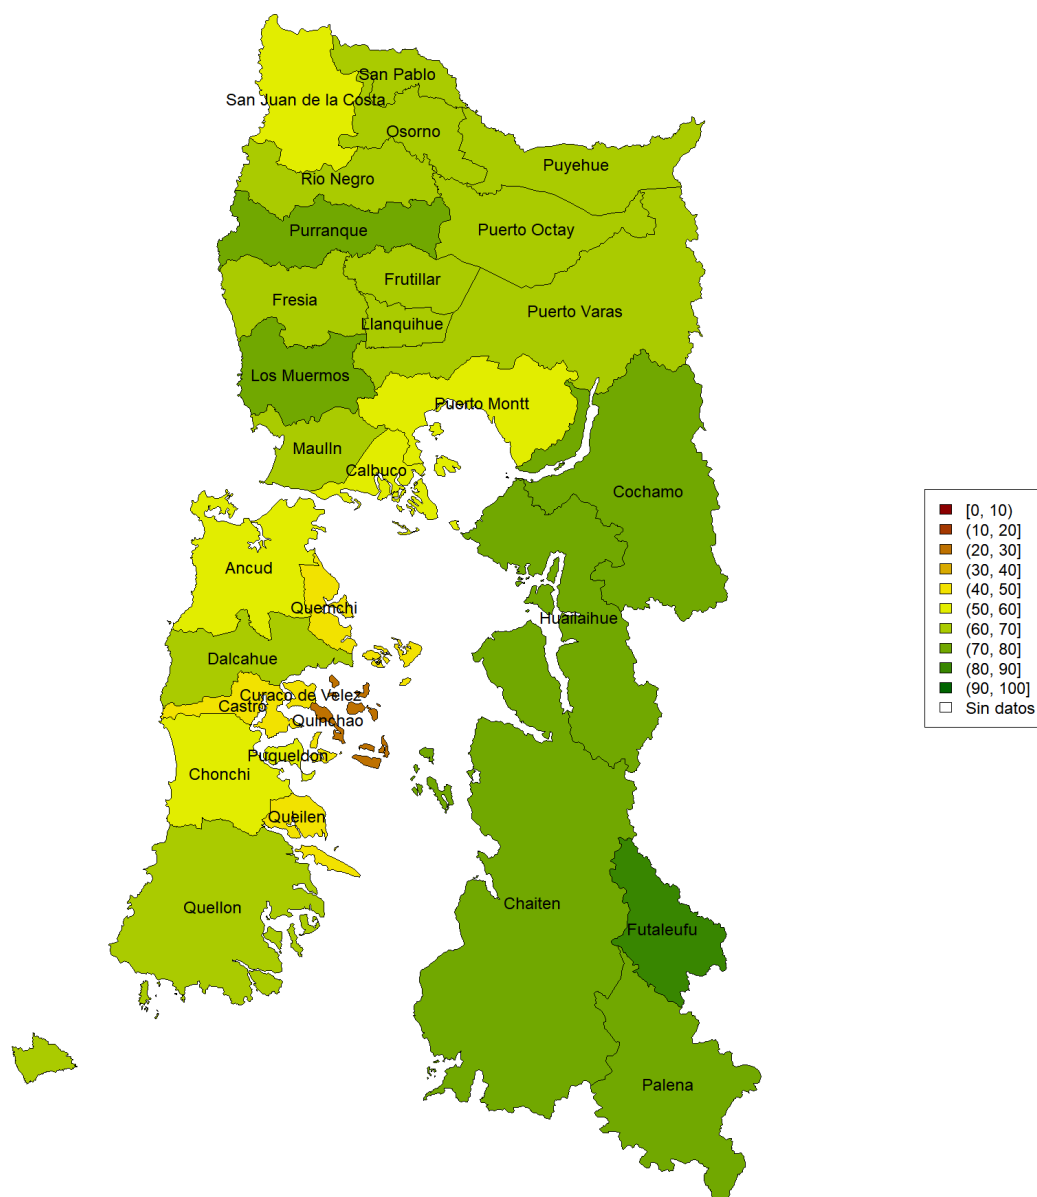 San Pablo
San Juan de la Costa
Osorno
Puyehue
Rio Negro
Purranque
Puerto Octay
Frutillar
Fresia
Puerto Varas
Llanquihue
Los Muermos
Puerto Montt
Maulln
Calbuco
Cochamo
Ancud
Quemchi
Huailaihue
Dalcahue
Curaco de Velez
Castro
Quinchao
Puqueldon
Chonchi
Queilen
Chaiten
Quellon
Futaleufu
Palena
[0, 10)
(10, 20]
(20, 30]
(30, 40]
(40, 50]
(50, 60]
(60, 70]
(70, 80]
(80, 90]
(90, 100]
Sin datos